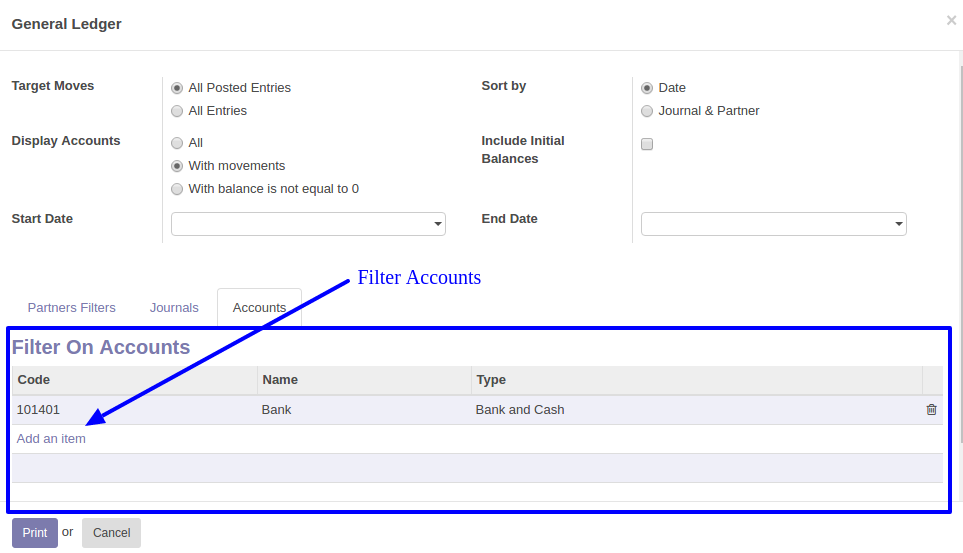 General Ledger
×
Target Moves
All Posted Entries
All Entries
Sort by
Date
Journal & Partner
Display Accounts
All
With movements
With balance is not equal to 0
Include Initial
Balances
Start Date
End Date
Filter Accounts
Partners Filters Journals Accounts
Filter On Accounts
Code Name Type
101401 Bank Bank and Cash
Add an item
Print or Cancel